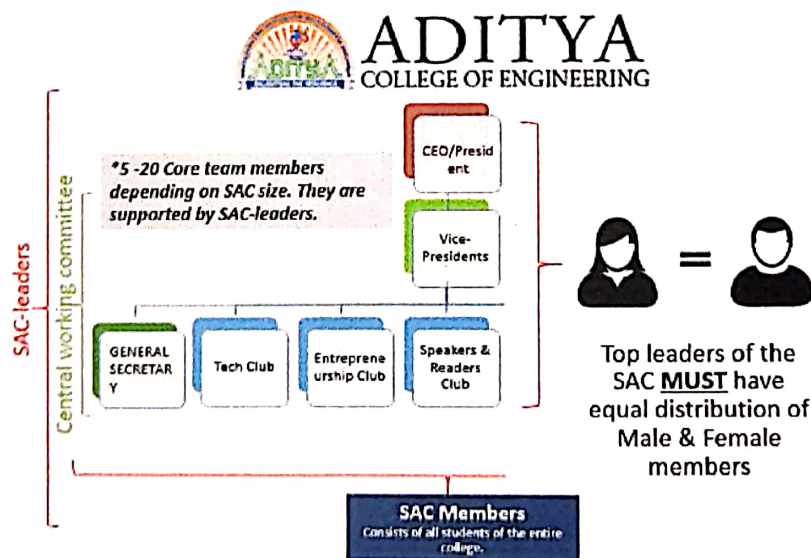 ADITYA
ADITYA
COLLEGE OF ENGINEERING
SAC-leaders
Central working committee
*5 -20 Core team members
depending on SAC size. They are
supported by SAC-leaders.
CEO/Presid
ent
Vice-
Presidents
GENERAL
SECRETAR
Y
Tech Club
Entreprene
urship Club
Speakers &
Readers
Club
=
Top leaders of the
SAC MUST have
equal distribution of
Male & Female
members
SAC Members
Consists of all students of the entire
college.